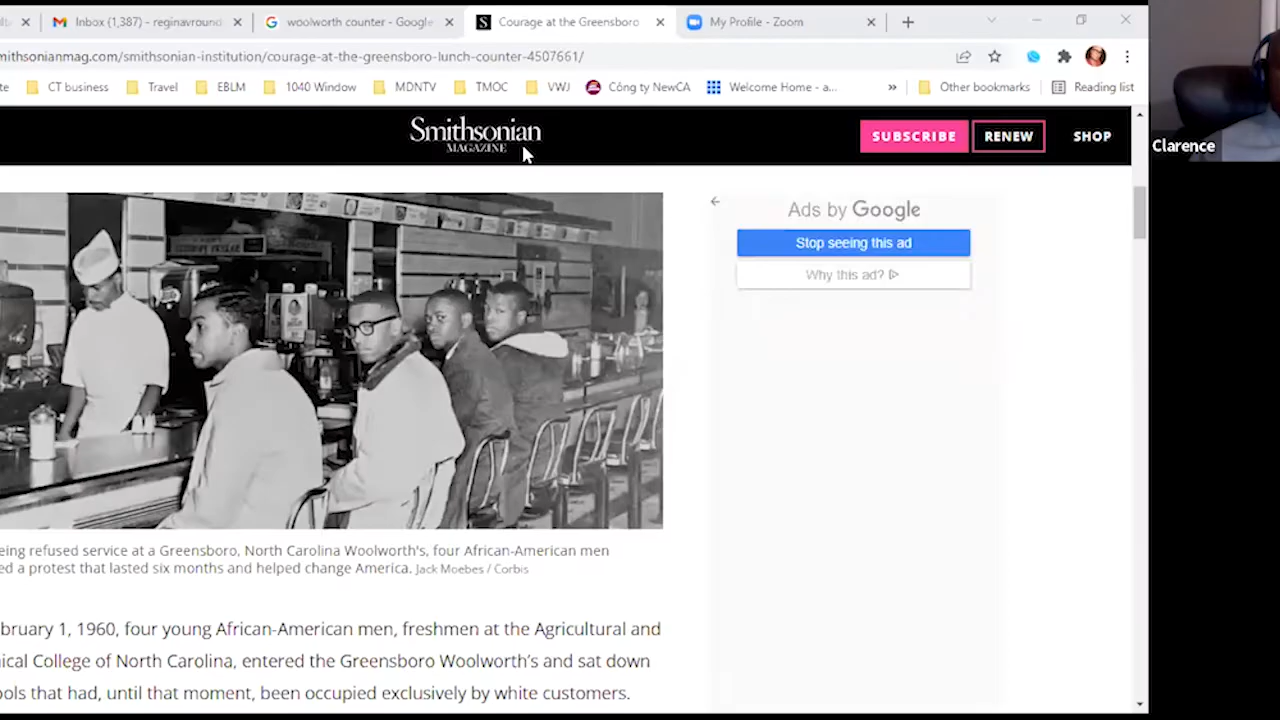 Inbox (1,387) - reginavround
woolworth counter - Google
Courage at the Greensboro
My Profile - Zoom
mithsonianmag.com/smithsonian-institution/courage-at-the-greensboro-lunch-counter-4507661/
te CT business Travel EBLM 1040 Window MDNTV TMOC VWJ Công ty NewCA Welcome Home - a... » Other bookmarks Reading list
Smithsonian
MAGAZINE
SUBSCRIBE RENEW SHOP
Clarence
Ads by Google
Stop seeing this ad
Why this ad?
eing refused service at a Greensboro, North Carolina Woolworth's, four African-American men
ed a protest that lasted six months and helped change America. Jack Moebes / Corbis
bruary 1, 1960, four young African-American men, freshmen at the Agricultural and
ical College of North Carolina, entered the Greensboro Woolworth's and sat down
ools that had, until that moment, been occupied exclusively by white customers.